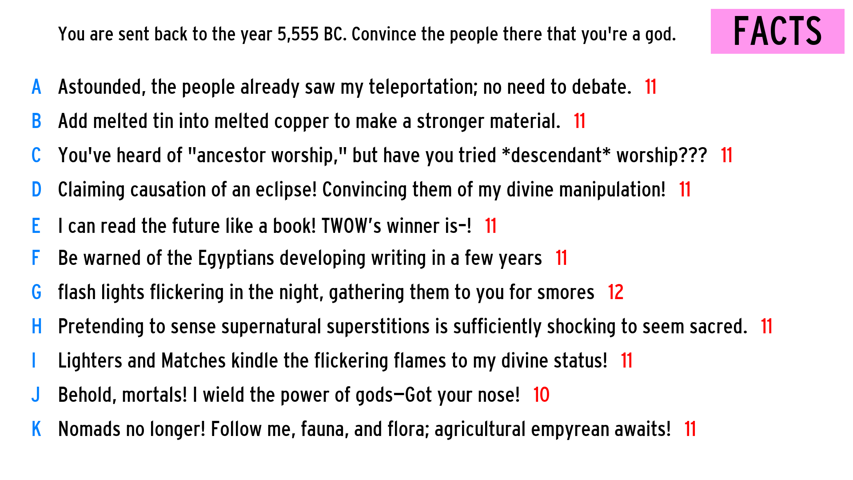 You are sent back to the year 5,555 BC. Convince the people there that you're a god.
FACTS
A Astounded, the people already saw my teleportation; no need to debate. 11
B Add melted tin into melted copper to make a stronger material. 11
C You've heard of "ancestor worship," but have you tried *descendant* worship??? 11
D Claiming causation of an eclipse! Convincing them of my divine manipulation! 11
E I can read the future like a book! TWOW’s winner is–! 11
F Be warned of the Egyptians developing writing in a few years 11
G flash lights flickering in the night, gathering them to you for smores 12
H Pretending to sense supernatural superstitions is sufficiently shocking to seem sacred. 11
I Lighters and Matches kindle the flickering flames to my divine status! 11
J Behold, mortals! I wield the power of gods—Got your nose! 10
K Nomads no longer! Follow me, fauna, and flora; agricultural empyrean awaits! 11